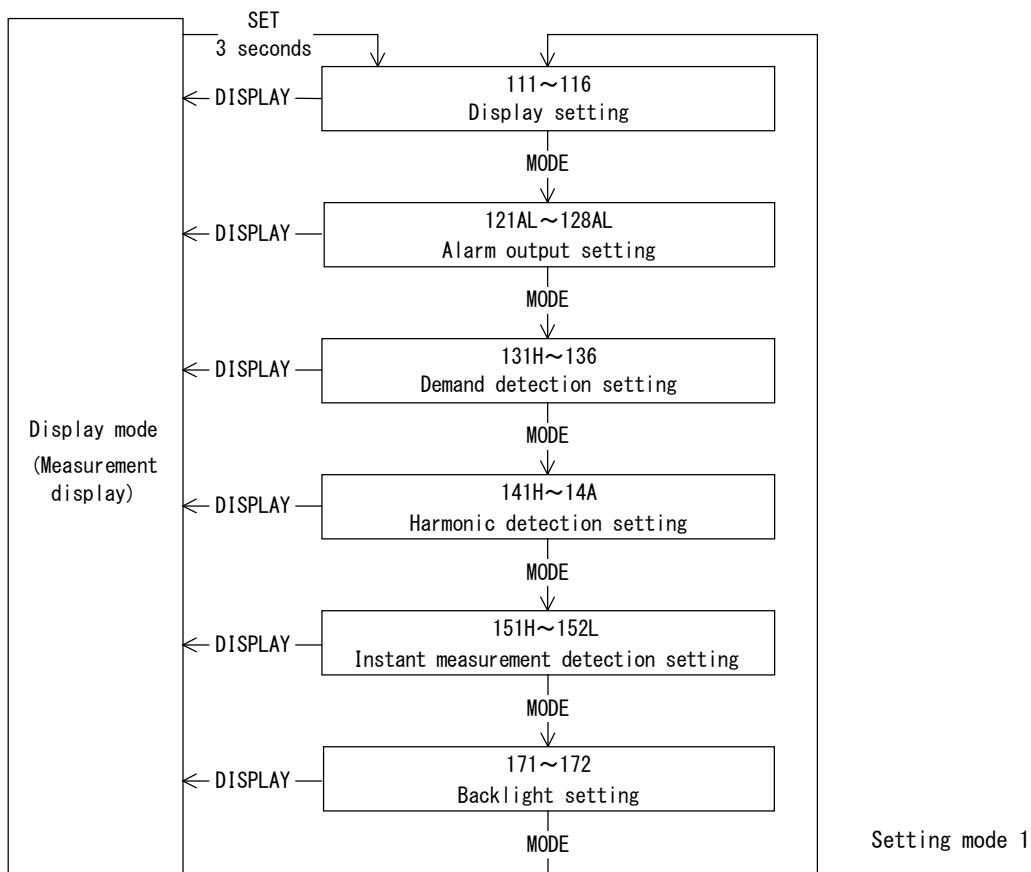 SET
3 seconds
111～116
Display setting
DISPLAY
MODE
121AL～128AL
Alarm output setting
DISPLAY
MODE
131H～136
Demand detection setting
DISPLAY
MODE
Display mode
(Measurement
display)
141H～14A
Harmonic detection setting
DISPLAY
MODE
151H～152L
Instant measurement detection setting
DISPLAY
MODE
171～172
Backlight setting
DISPLAY
MODE
Setting mode 1